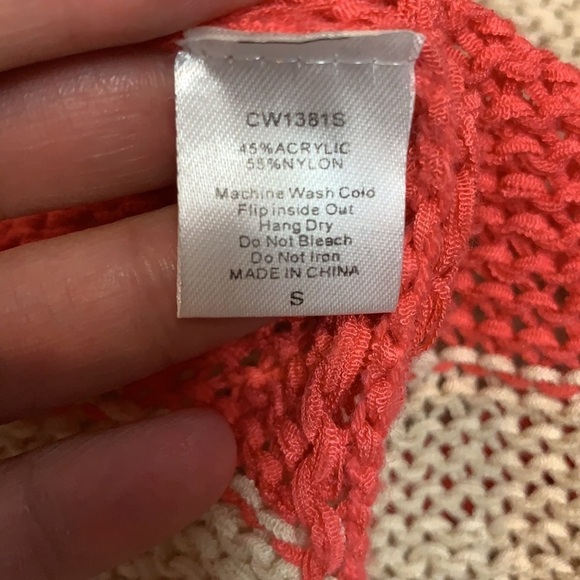 CW1381S
45%ACRYLIC
55%NYLON
Machine Wash Cold
Flip inside Out
Hang Dry
Do Not Bleach
Do Not Iron
MADE IN CHINA
S